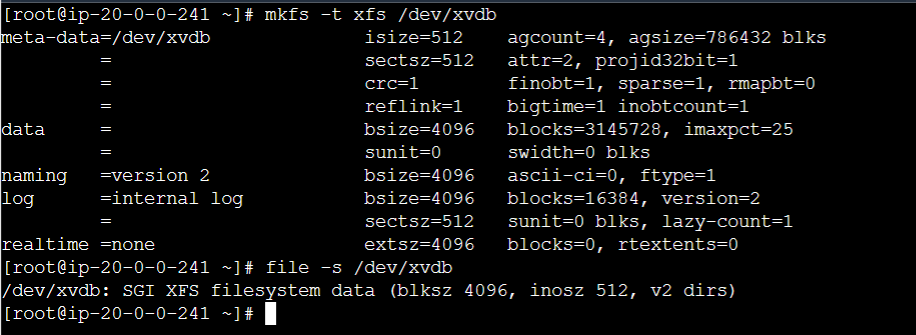 [root@ip-20-0-0-241 ~]# mkfs -t xfs /dev/xvdb
meta-data=/dev/xvdb              isize=512    agcount=4, agsize=786432 blks
         =                       sectsz=512   attr=2, projid32bit=1
         =                       crc=1        finobt=1, sparse=1, rmapbt=0
         =                       reflink=1    bigtime=1 inobtcount=1
data     =                       bsize=4096   blocks=3145728, imaxpct=25
         =                       sunit=0      swidth=0 blks
naming   =version 2              bsize=4096   ascii-ci=0, ftype=1
log      =internal log           bsize=4096   blocks=16384, version=2
         =                       sectsz=512   sunit=0 blks, lazy-count=1
realtime =none                   extsz=4096   blocks=0, rtextents=0
[root@ip-20-0-0-241 ~]# file -s /dev/xvdb
/dev/xvdb: SGI XFS filesystem data (blksz 4096, inosz 512, v2 dirs)
[root@ip-20-0-0-241 ~]#